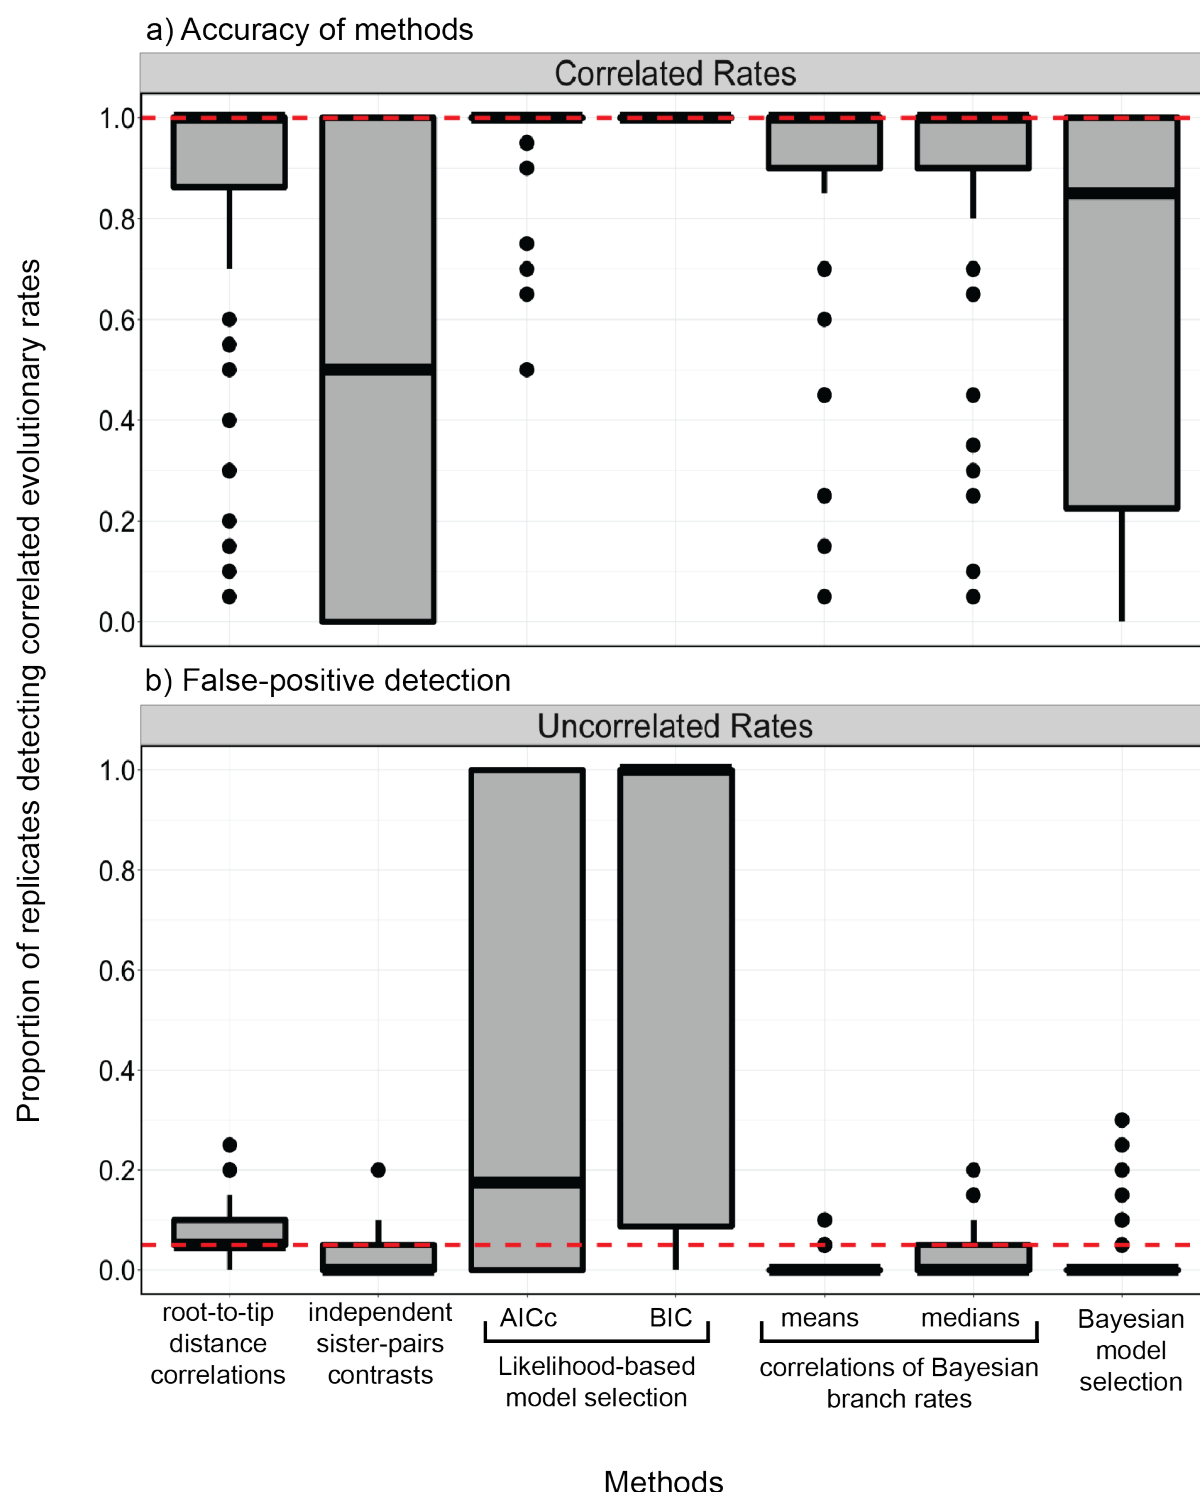 a) Accuracy of methods
Correlated Rates
1.0
0.8
0.6
0.4
0.2
0.0
Proportion of replicates detecting correlated evolutionary rates
b) False-positive detection
Uncorrelated Rates
1.0
0.8
0.6
0.4
0.2
0.0
root-to-tip
distance
correlations
independent
sister-pairs
contrasts
AICc
BIC
Likelihood-based
model selection
means
medians
correlations of Bayesian
branch rates
Bayesian
model
selection
Methods